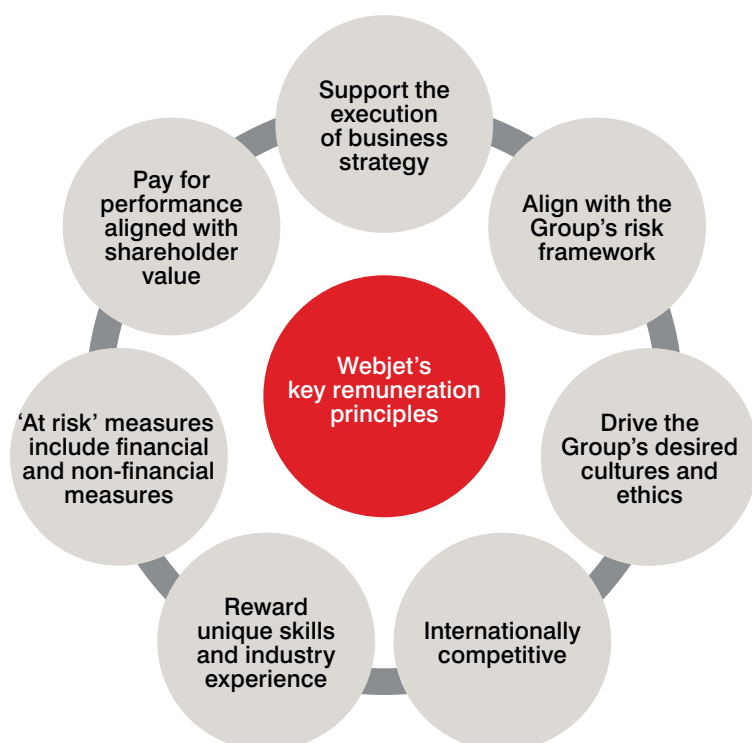 Support the
execution
of business
strategy
Align with the
Group’s risk
framework
Drive the
Group’s desired
cultures and
ethics
Internationally
competitive
Reward
unique skills
and industry
experience
‘At risk’ measures
include financial
and non-financial
measures
Pay for
performance
aligned with
shareholder
value
Webjet’s
key remuneration
principles